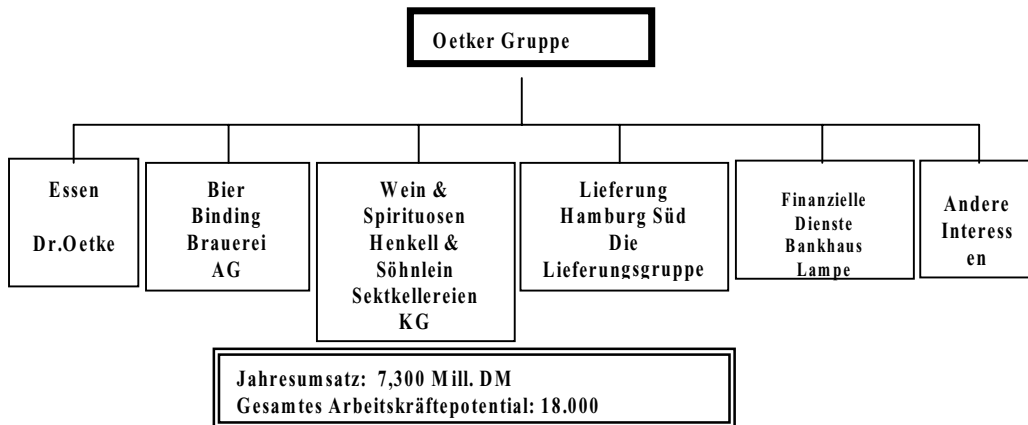 Oetker Gruppe
Essen
Dr.Oetke
Bier
Binding
Brauerei
AG
Wein &
Spirituosen
Henkell &
Söhnlein
Sektkellereien
KG
Lieferung
Hamburg Süd
Die
Lieferungsgruppe
Finanzielle
Dienste
Bankhaus
Lampe
Andere
Interess
en
Jahresumsatz: 7,300 Mill. DM
Gesamtes Arbeitskräftepotential: 18.000